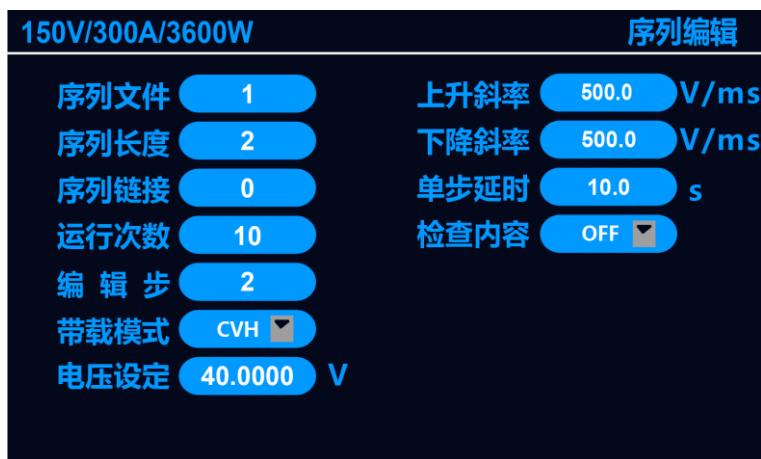 150V/300A/3600W 序列编辑
序列文件 1
序列长度 2
序列链接 0
运行次数 10
编辑步 2
带载模式 CVH
电压设定 40.0000 V
上升斜率 500.0 V/ms
下降斜率 500.0 V/ms
单步延时 10.0 s
检查内容 OFF